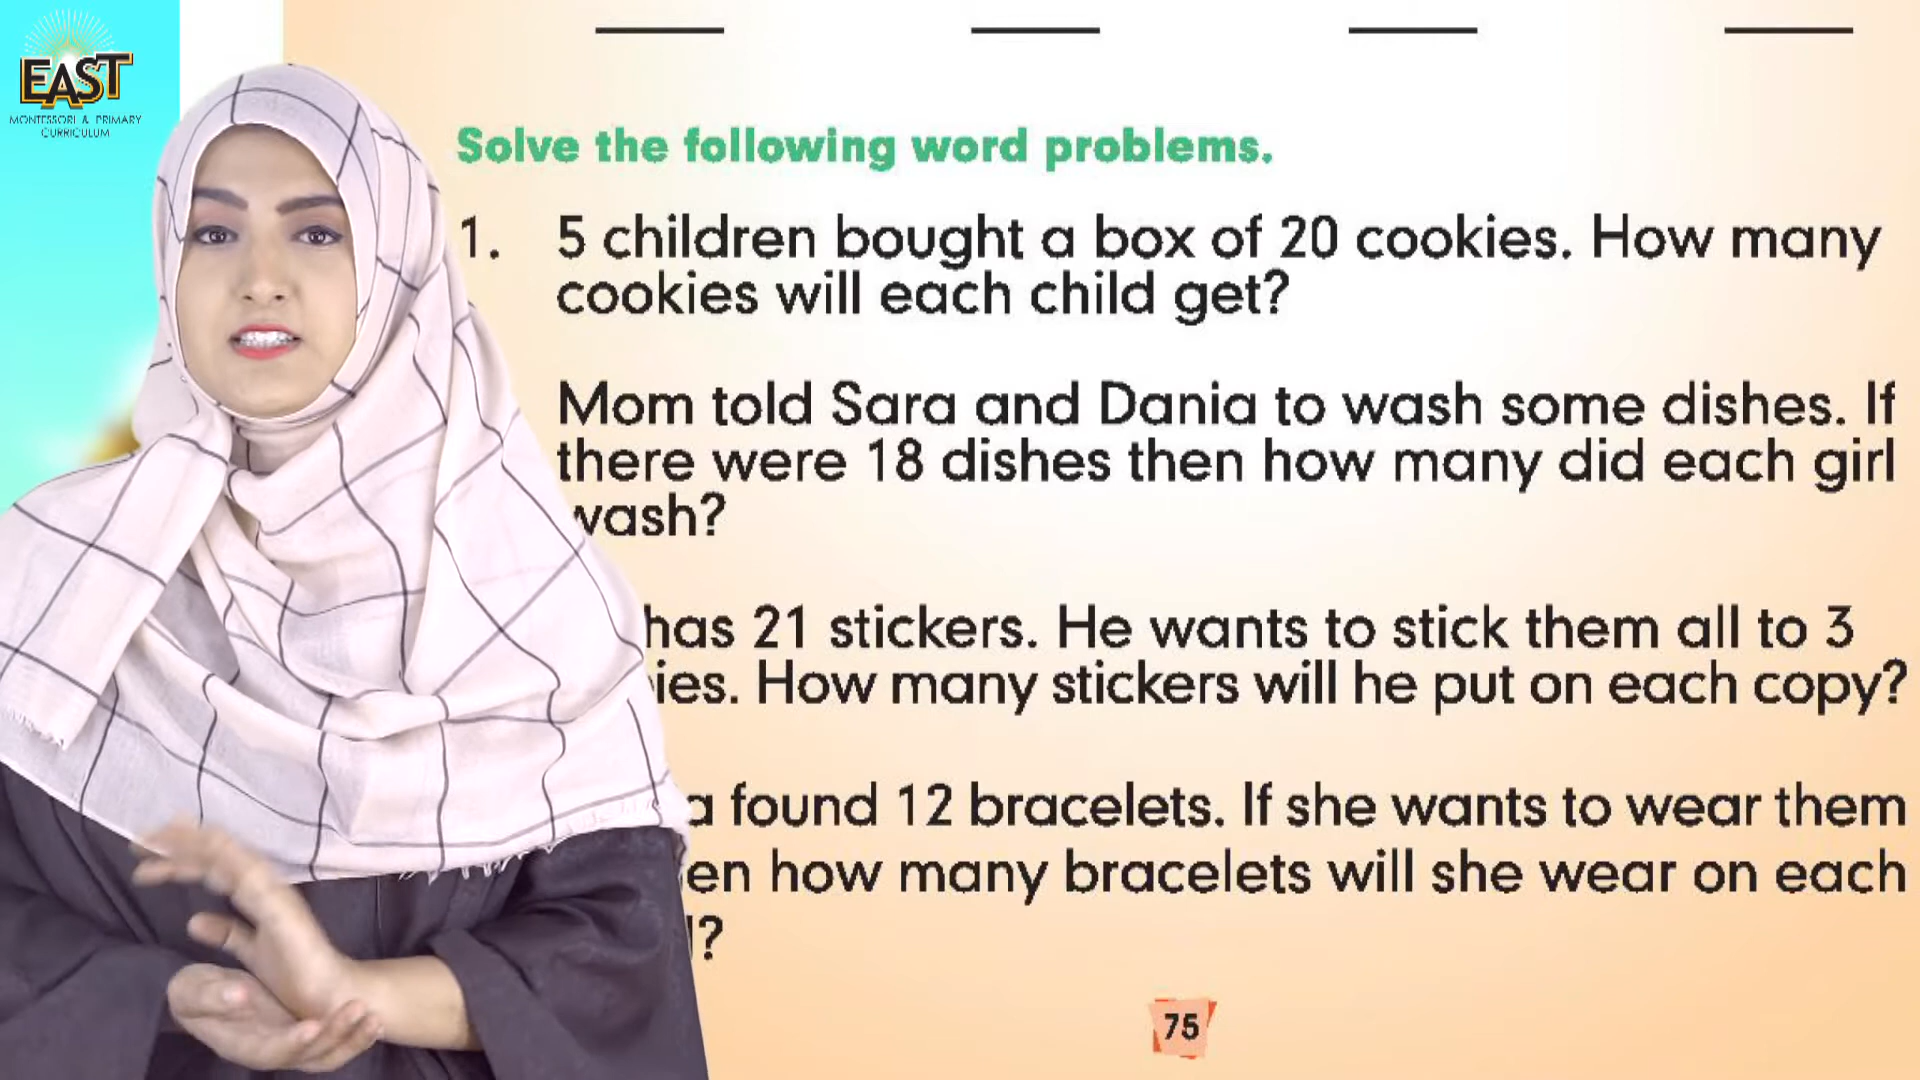 EAST
MONTESSORI & PRIMARY
CURRICULUM
Solve the following word problems.
1. 5 children bought a box of 20 cookies. How many
cookies will each child get?
Mom told Sara and Dania to wash some dishes. If
there were 18 dishes then how many did each girl
wash?
has 21 stickers. He wants to stick them all to 3
ies. How many stickers will he put on each copy?
a found 12 bracelets. If she wants to wear them
en how many bracelets will she wear on each
?
75